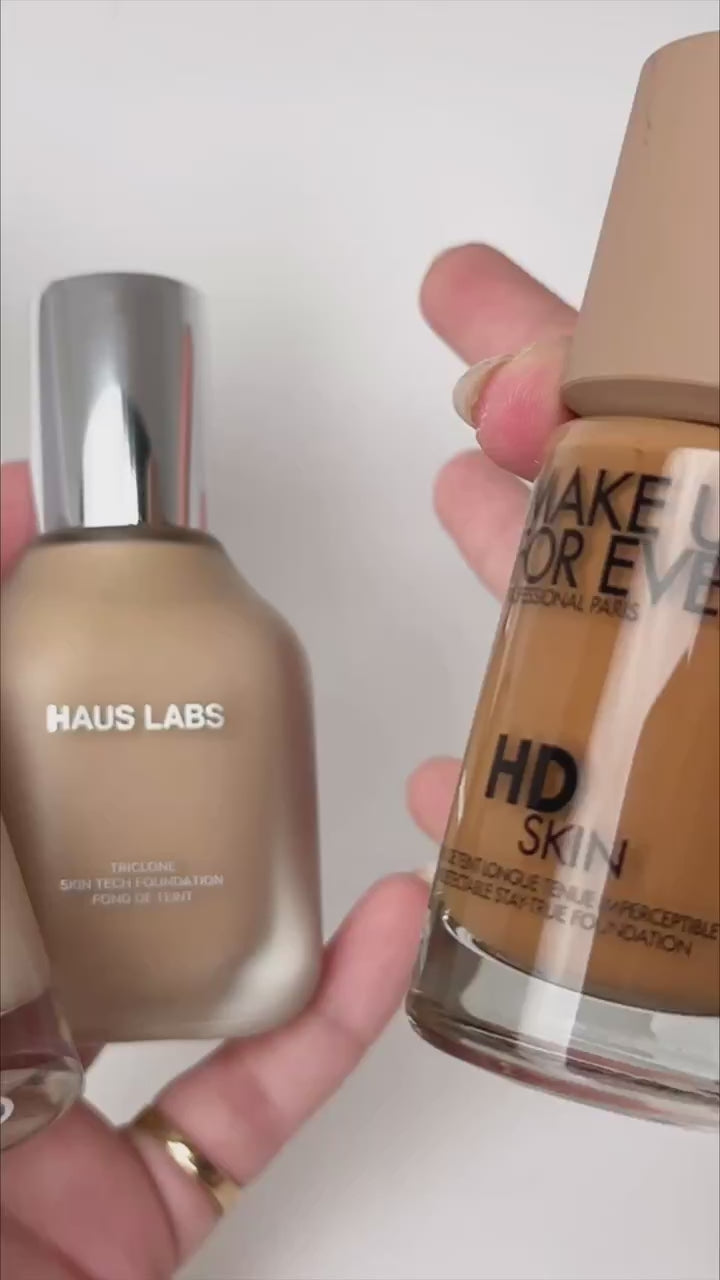 HAUS LABS
TRICLONE
SKIN TECH FOUNDATION
FOND DE TEINT
MAKE U
FOR EVE
PROFESSIONAL PARIS
HD
SKIN
DE TEINT LONGUE TENUE IMPERCEPTIBLE
STAY-TRUE FOUNDATION